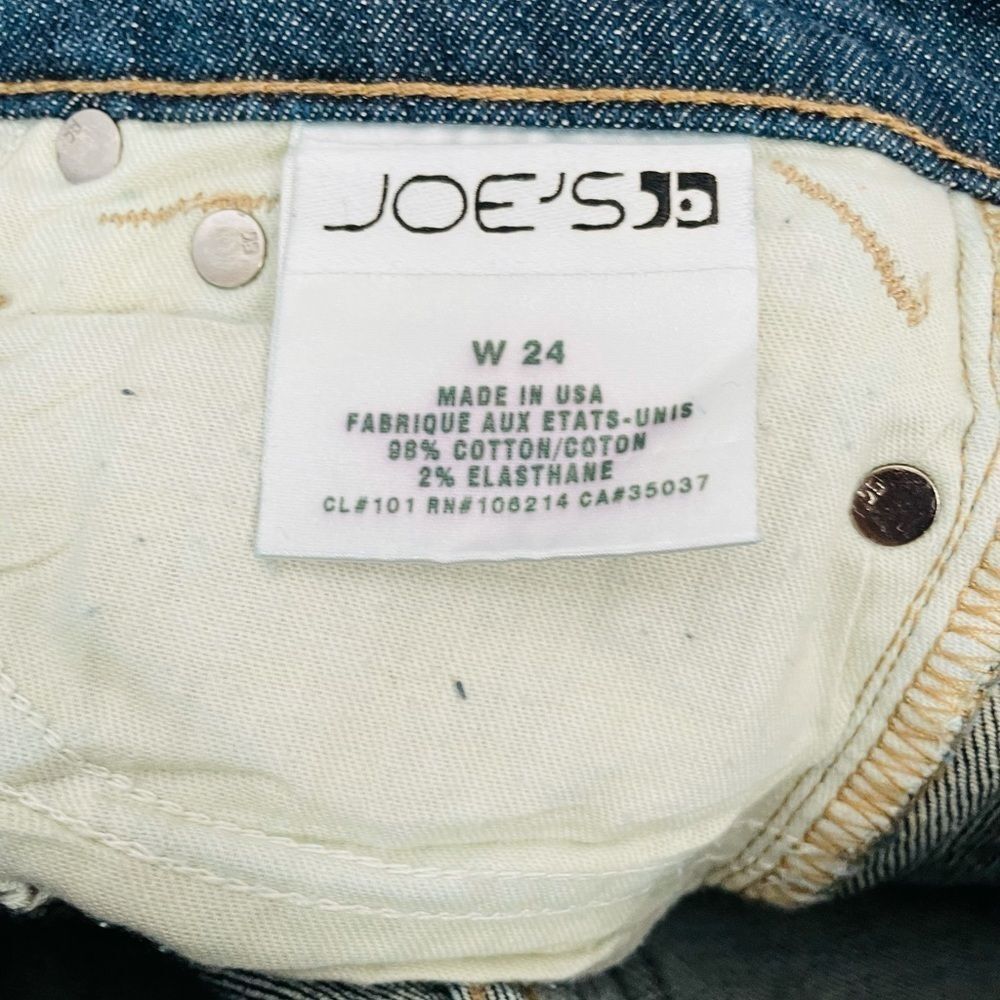 JOE'S
W 24
MADE IN USA
FABRIQUE AUX ETATS-UNIS
98% COTTON/COTON
2% ELASTHANE
CL#101 RN#106214 CA#35037